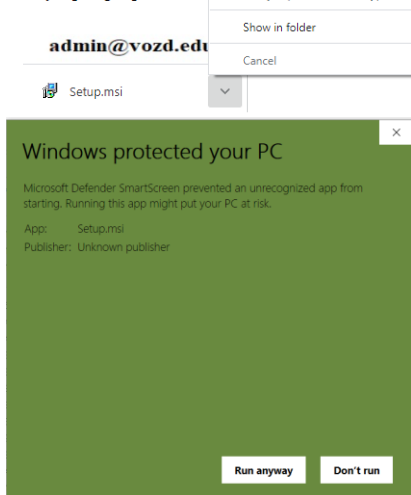 Show in folder
admin@vozd.edu
Cancel
Setup.msi
Windows protected your PC
Microsoft Defender SmartScreen prevented an unrecognized app from
starting. Running this app might put your PC at risk.
App: Setup.msi
Publisher: Unknown publisher
Run anyway Don't run